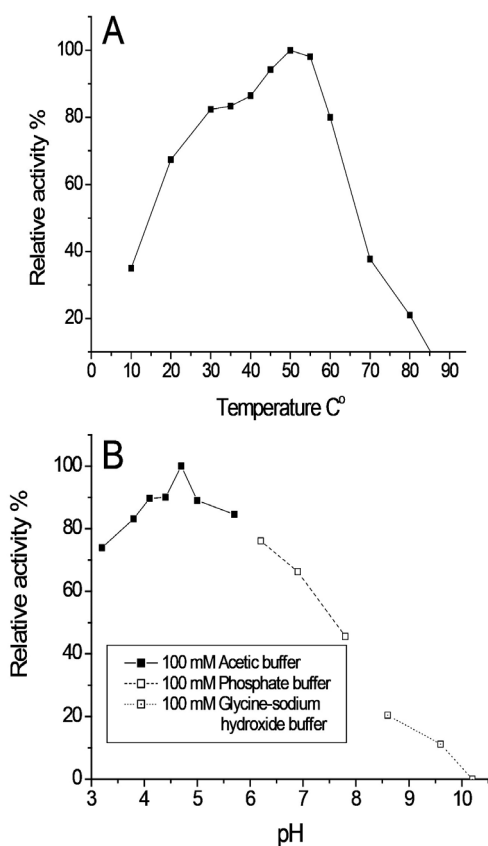 A
Relative activity %
100
80
60
40
20
0 10 20 30 40 50 60 70 80 90
Temperature C°
B
Relative activity %
100
80
60
40
20
0
100 mM Acetic buffer
100 mM Phosphate buffer
100 mM Glycine-sodium
hydroxide buffer
3 4 5 6 7 8 9 10
pH